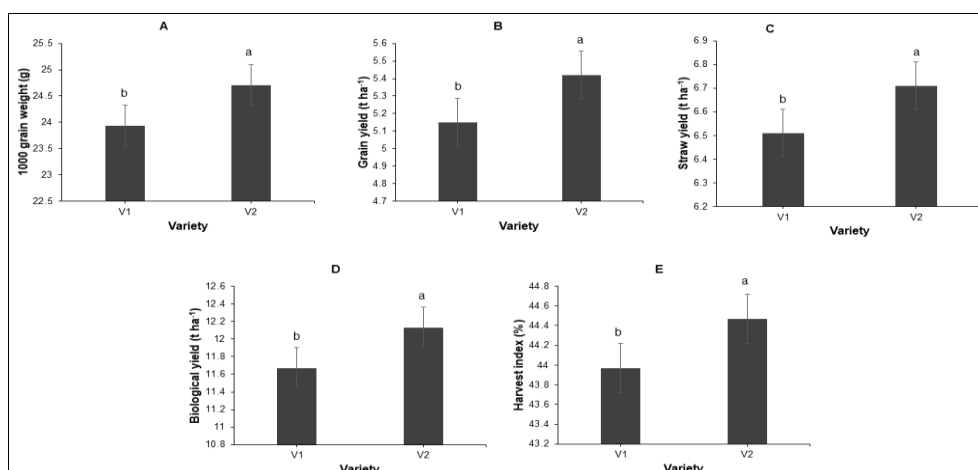 A
1000 grain weight (g)
25.5
25
24.5
24
23.5
23
22.5
b
a
V1
V2
Variety
B
Grain yield (t ha⁻¹)
5.6
5.5
5.4
5.3
5.2
5.1
5
4.9
4.8
4.7
b
a
V1
V2
Variety
C
Straw yield (t ha⁻¹)
6.9
6.8
6.7
6.6
6.5
6.4
6.3
6.2
b
a
V1
V2
Variety
D
Biological yield (t ha⁻¹)
12.6
12.4
12.2
12
11.8
11.6
11.4
11.2
11
10.8
b
a
V1
V2
Variety
E
Harvest index (%)
44.8
44.6
44.4
44.2
44
43.8
43.6
43.4
43.2
b
a
V1
V2
Variety